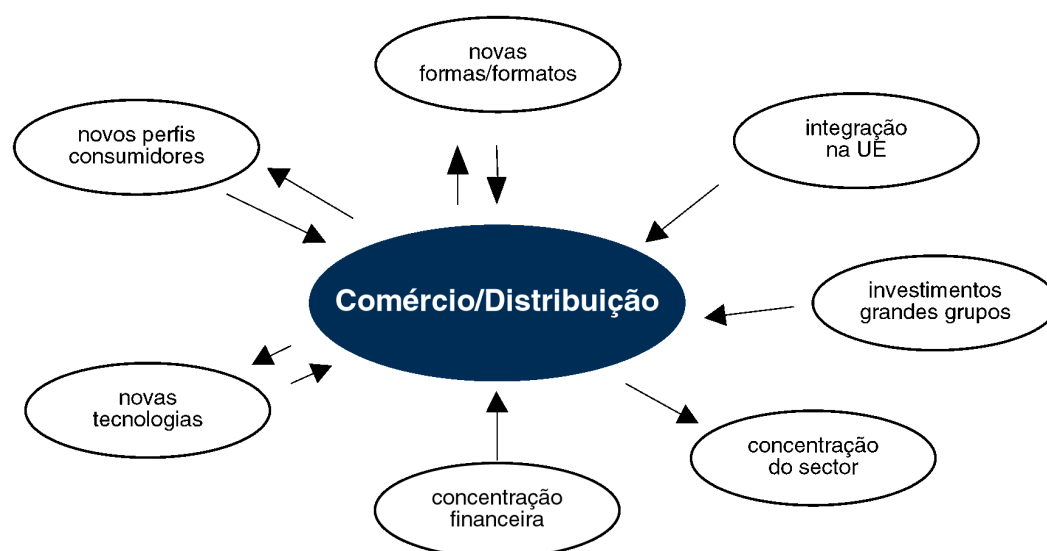 novas
formas/formatos
novos perfis
consumidores
integração
na UE
Comércio/Distribuição
investimentos
grandes grupos
novas
tecnologias
concentração
do sector
concentração
financeira